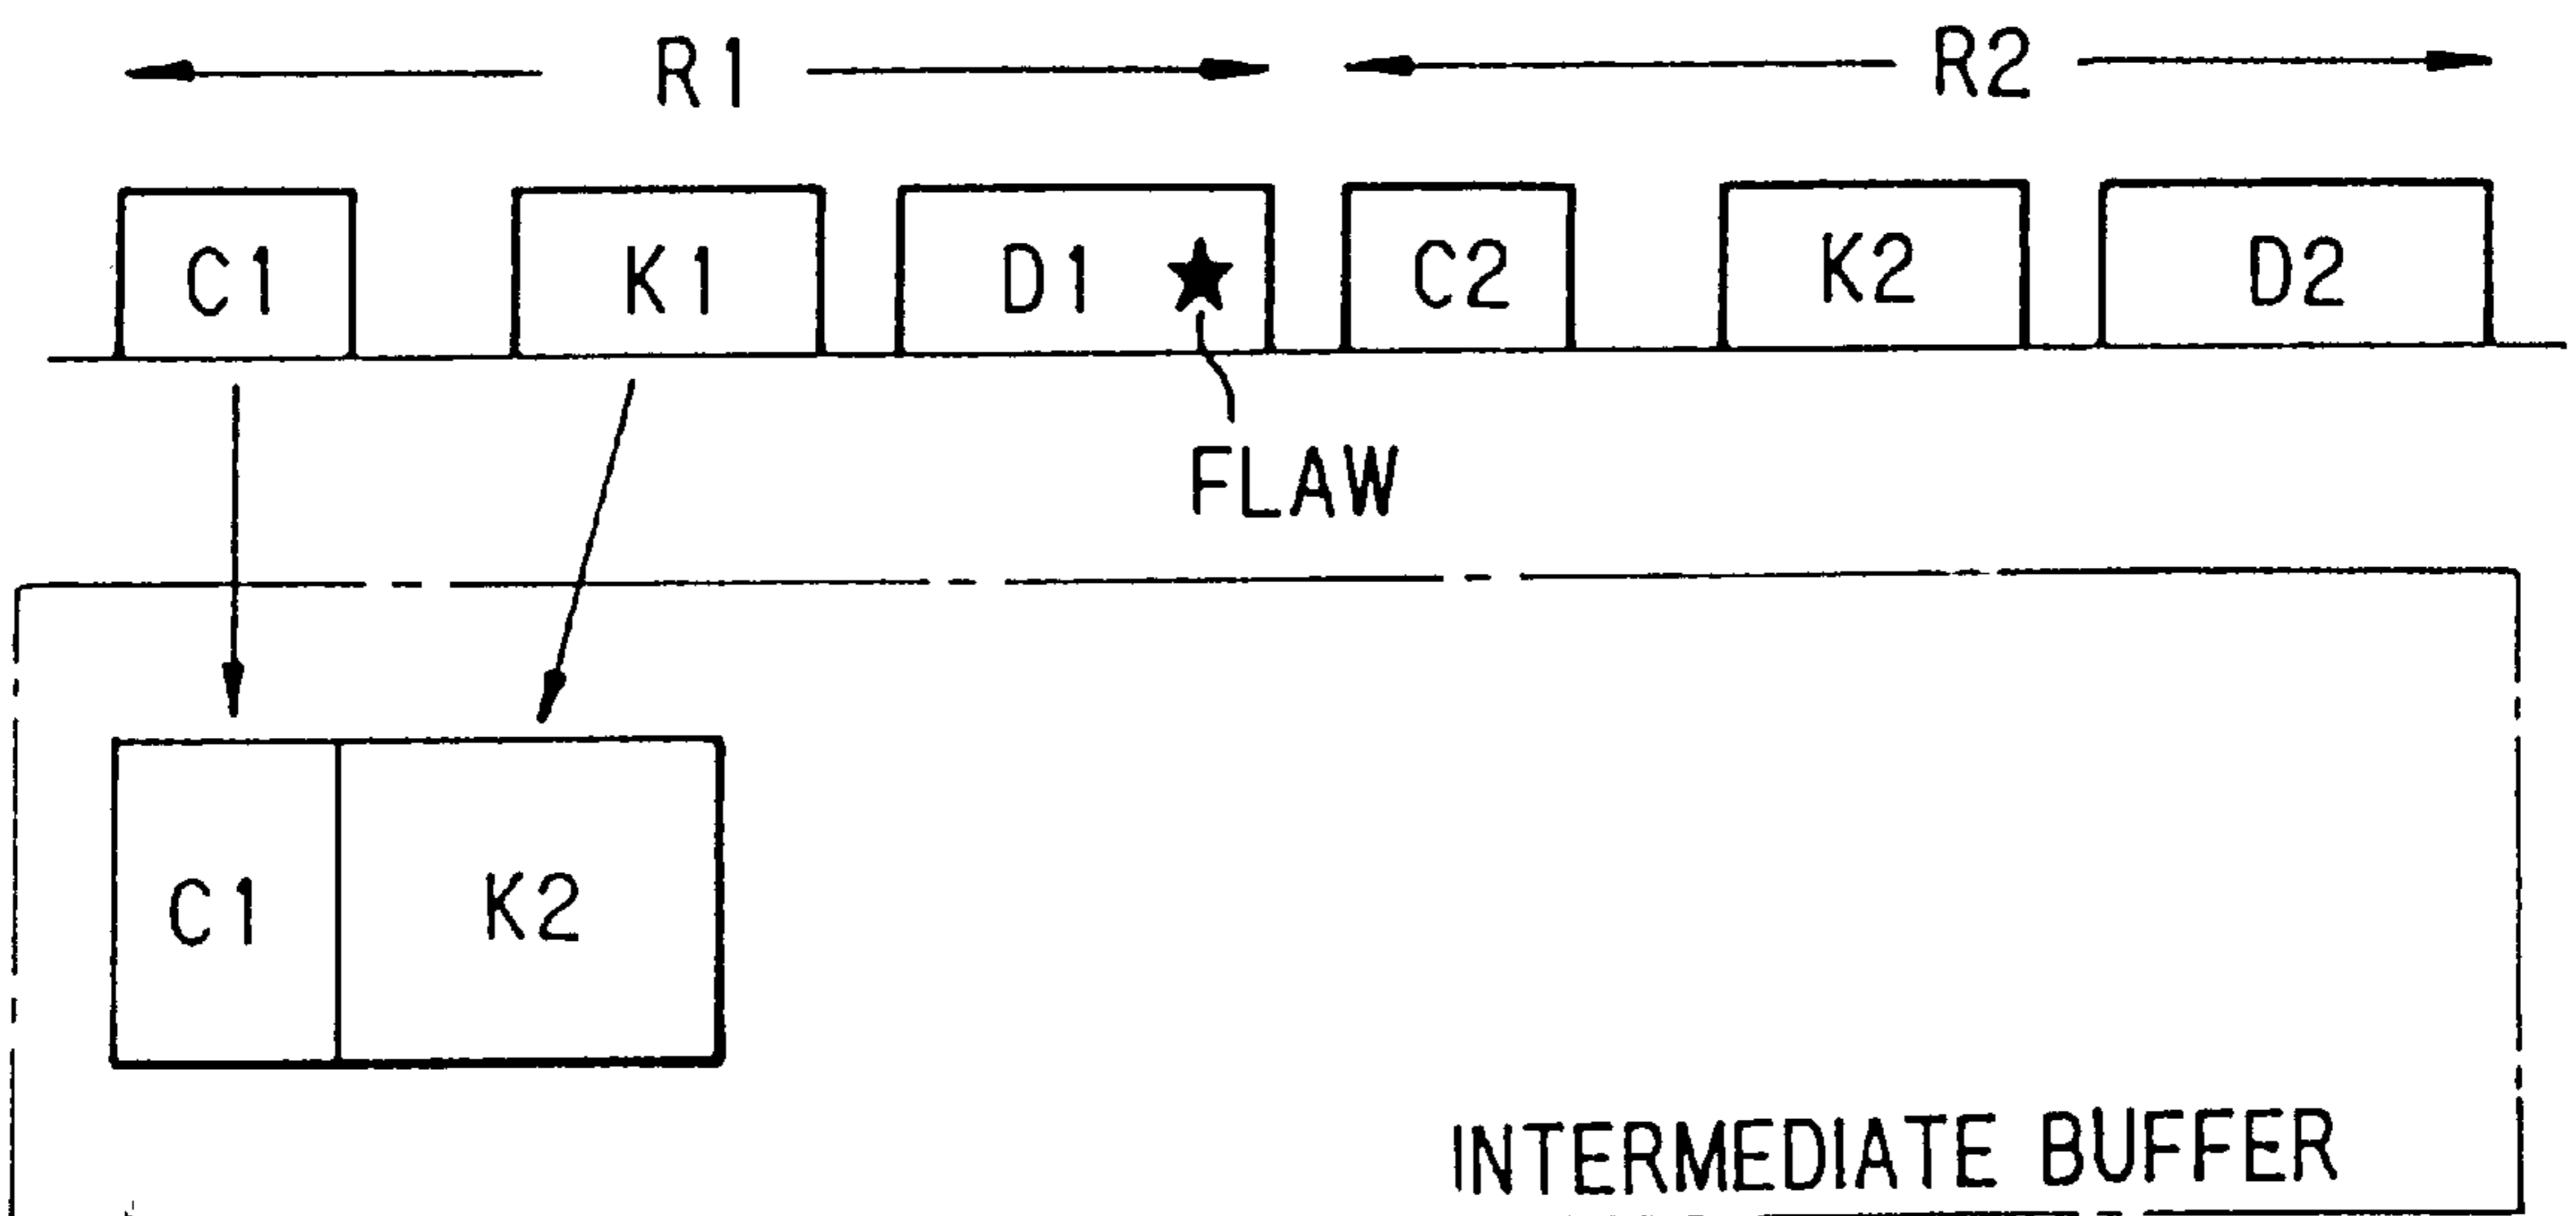 R1 R2
C1 K1 D1 C2 K2 D2
FLAW
C1 K2
INTERMEDIATE BUFFER